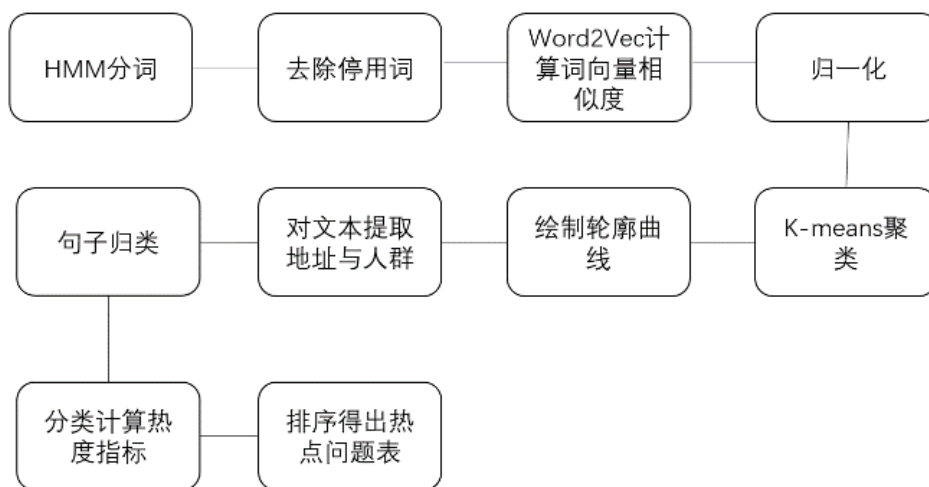 HMM分词
去除停用词
Word2Vec计
算词向量相
似度
归一化
K-means聚
类
绘制轮廓曲
线
对文本提取
地址与人群
句子归类
分类计算热
度指标
排序得出热
点问题表